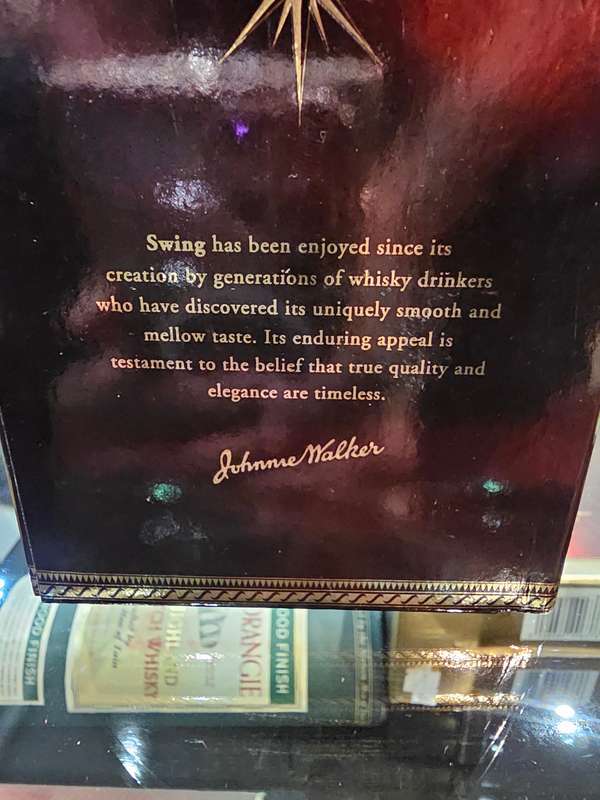 Swing has been enjoyed since its
creation by generations of whisky drinkers
who have discovered its uniquely smooth and
mellow taste. Its enduring appeal is
testament to the belief that true quality and
elegance are timeless.
Johnnie Walker
WOOD FINISH
RANGIE
WHISKY
WOOD FINISH